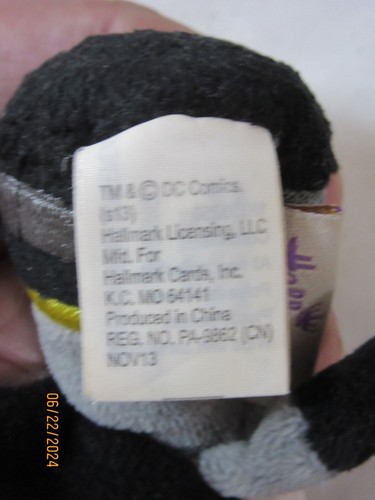 TM & © DC Comics.
(s13)
Hallmark Licensing, LLC
Mfd. For
Hallmark Cards, Inc.
K.C. MO 64141
Produced in China
REG. NO. PA-9862 (CN)
NOV13
06/22/2024